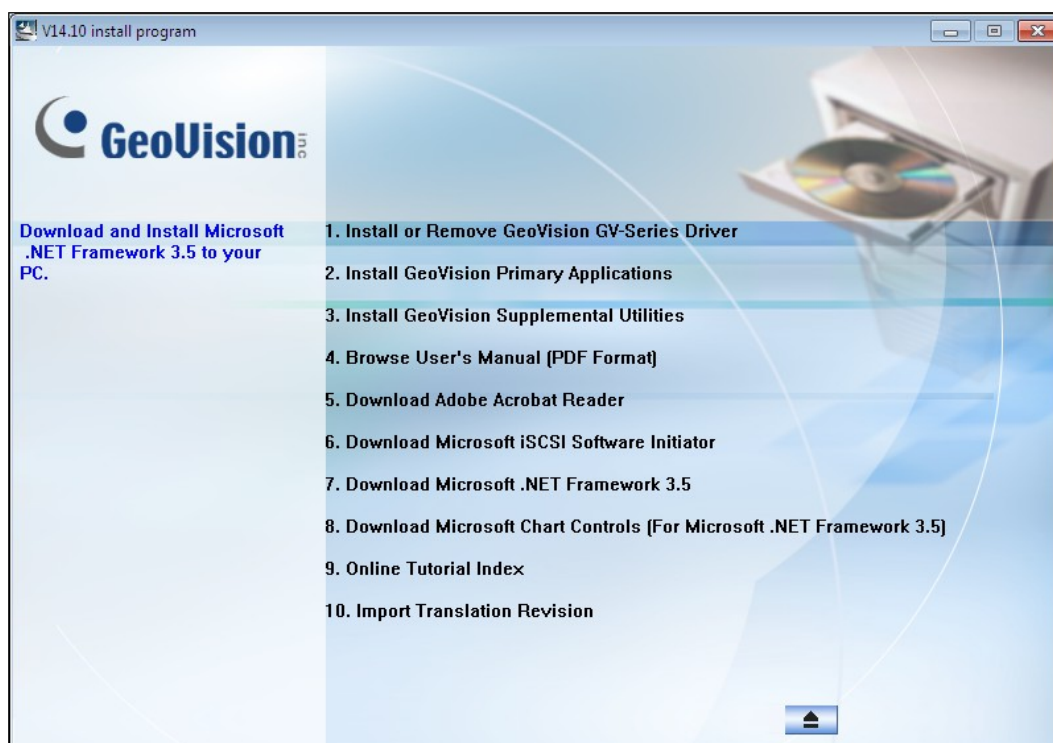 V14.10 install program
GeoVision inc
Download and Install Microsoft
.NET Framework 3.5 to your
PC.
1. Install or Remove GeoVision GV-Series Driver
2. Install GeoVision Primary Applications
3. Install GeoVision Supplemental Utilities
4. Browse User's Manual (PDF Format)
5. Download Adobe Acrobat Reader
6. Download Microsoft iSCSI Software Initiator
7. Download Microsoft .NET Framework 3.5
8. Download Microsoft Chart Controls (For Microsoft .NET Framework 3.5)
9. Online Tutorial Index
10. Import Translation Revision